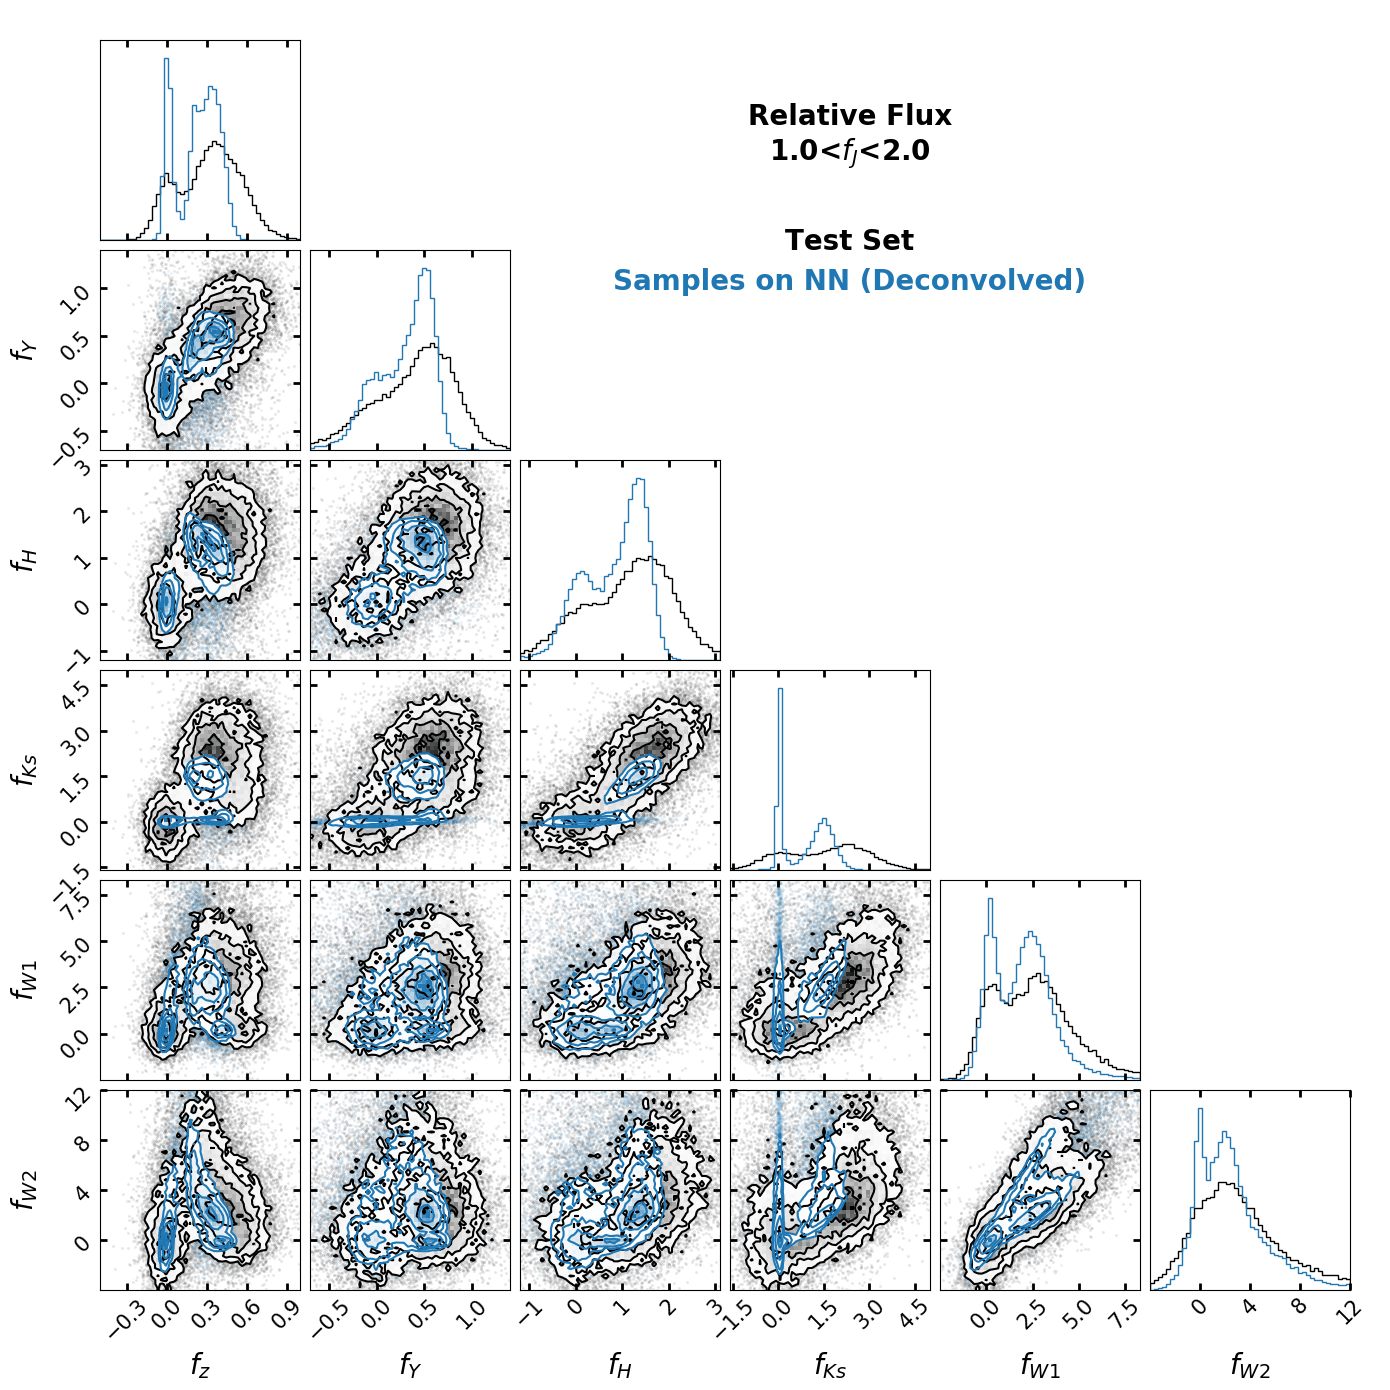 Relative Flux
1.0<f_J<2.0
Test Set
Samples on NN (Deconvolved)
f_Y
1.0
0.5
0.0
−0.5
f_H
3
2
1
0
−1
f_Ks
4.5
3.0
1.5
0.0
−1.5
f_W1
7.5
5.0
2.5
0.0
f_W2
12
8
4
0
−0.3 0.0 0.3 0.6 0.9 −0.5 0.0 0.5 1.0 −1 0 1 2 3 −1.5 0.0 1.5 3.0 4.5 0.0 2.5 5.0 7.5 0 4 8 12
f_z f_Y f_H f_Ks f_W1 f_W2